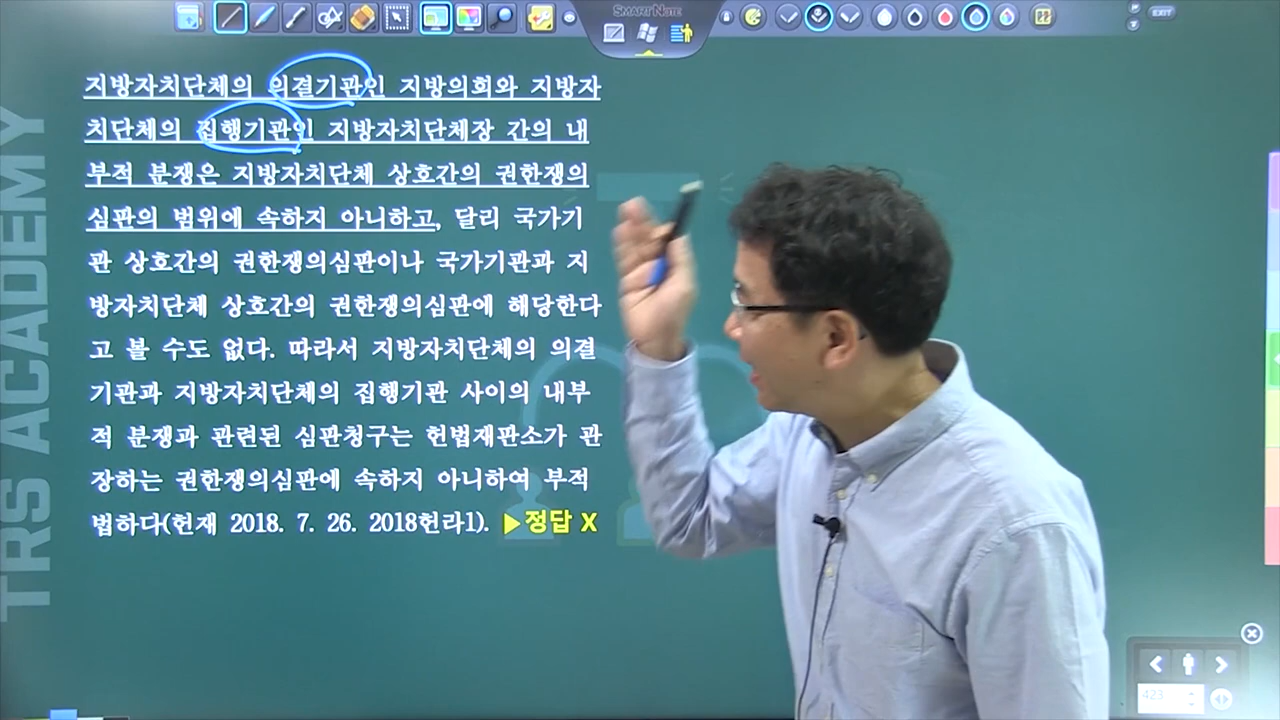 SMARTNOTE
EXIT
지방자치단체의 의결기관인 지방의회와 지방자
치단체의 집행기관인 지방자치단체장 간의 내
부적 분쟁은 지방자치단체 상호간의 권한쟁의
심판의 범위에 속하지 아니하고, 달리 국가기
관 상호간의 권한쟁의심판이나 국가기관과 지
방자치단체 상호간의 권한쟁의심판에 해당한다
고 볼 수도 없다. 따라서 지방자치단체의 의결
기관과 지방자치단체의 집행기관 사이의 내부
적 분쟁과 관련된 심판청구는 헌법재판소가 관
장하는 권한쟁의심판에 속하지 아니하여 부적
법하다(헌재 2018. 7. 26. 2018헌라1). ▶정답 X
TRS ACADEMY
423